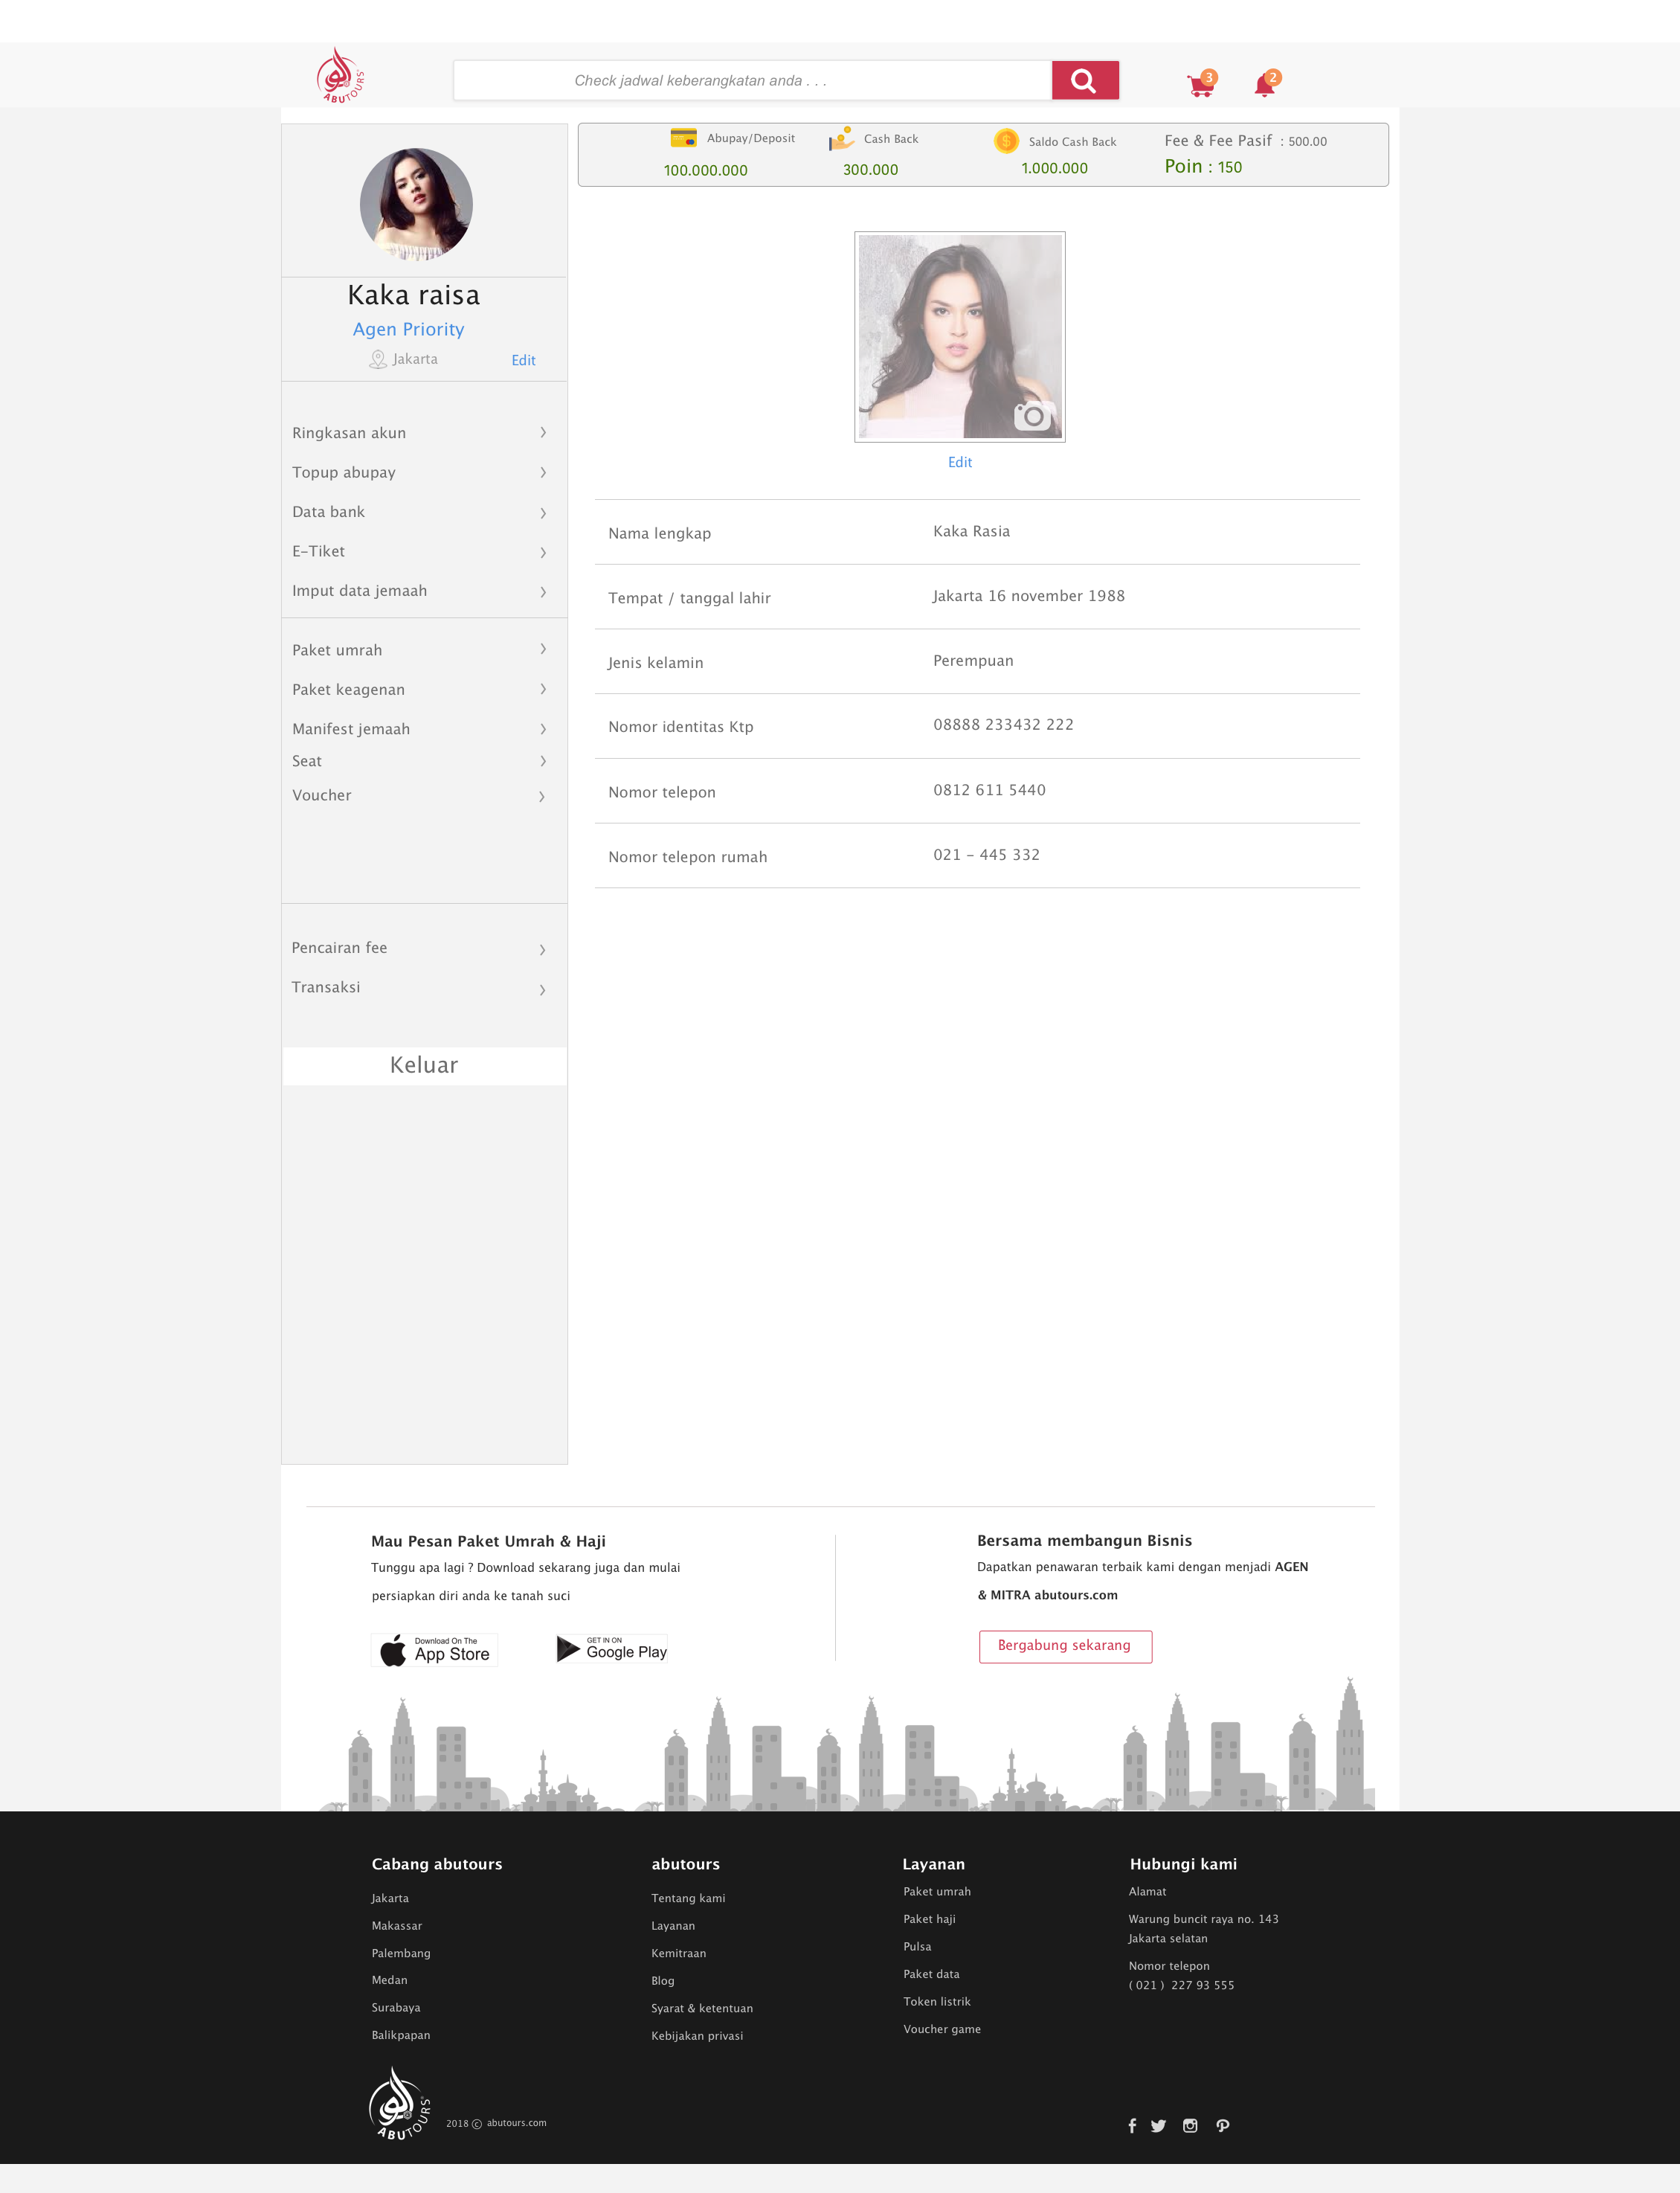 ABUTOURS
Check jadwal keberangkatan anda . . .
3
2
Abupay/Deposit
100.000.000
Cash Back
300.000
Saldo Cash Back
1.000.000
Fee & Fee Pasif : 500.00
Poin : 150
Kaka raisa
Agen Priority
Jakarta
Edit
Ringkasan akun
Topup abupay
Data bank
E-Tiket
Imput data jemaah
Paket umrah
Paket keagenan
Manifest jemaah
Seat
Voucher
Pencairan fee
Transaksi
Keluar
Edit
Nama lengkap Kaka Rasia
Tempat / tanggal lahir Jakarta 16 november 1988
Jenis kelamin Perempuan
Nomor identitas Ktp 08888 233432 222
Nomor telepon 0812 611 5440
Nomor telepon rumah 021 - 445 332
Mau Pesan Paket Umrah & Haji
Tunggu apa lagi ? Download sekarang juga dan mulai
persiapkan diri anda ke tanah suci
Download On The
App Store
GET IN ON
Google Play
Bersama membangun Bisnis
Dapatkan penawaran terbaik kami dengan menjadi AGEN
& MITRA abutours.com
Bergabung sekarang
Cabang abutours
Jakarta
Makassar
Palembang
Medan
Surabaya
Balikpapan
abutours
Tentang kami
Layanan
Kemitraan
Blog
Syarat & ketentuan
Kebijakan privasi
Layanan
Paket umrah
Paket haji
Pulsa
Paket data
Token listrik
Voucher game
Hubungi kami
Alamat
Warung buncit raya no. 143
Jakarta selatan
Nomor telepon
( 021 ) 227 93 555
ABUTOURS
2018 © abutours.com